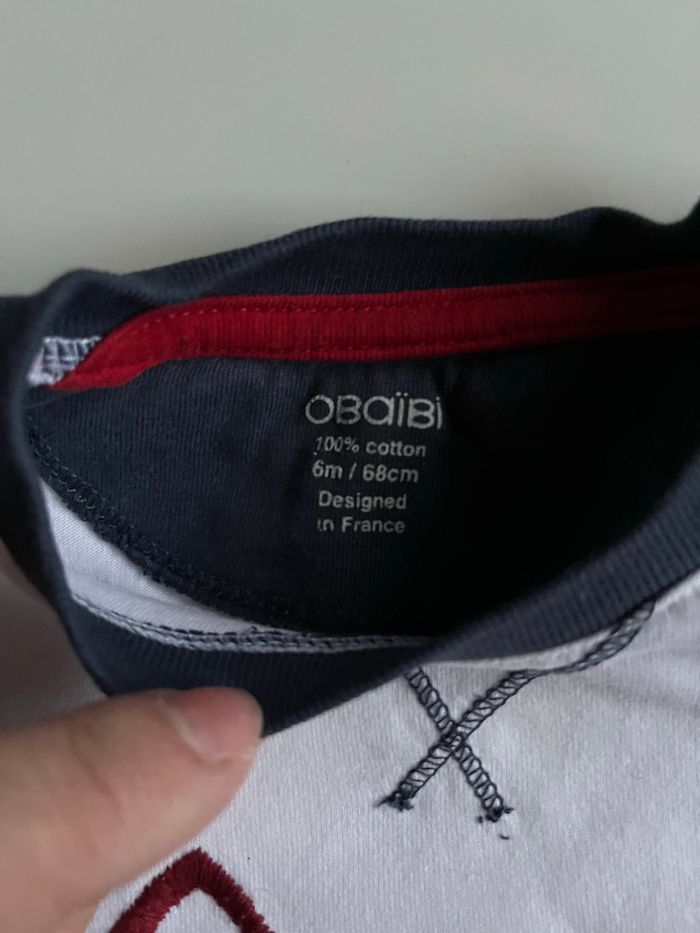 OBaïBi
100% cotton
6m / 68cm
Designed
in France